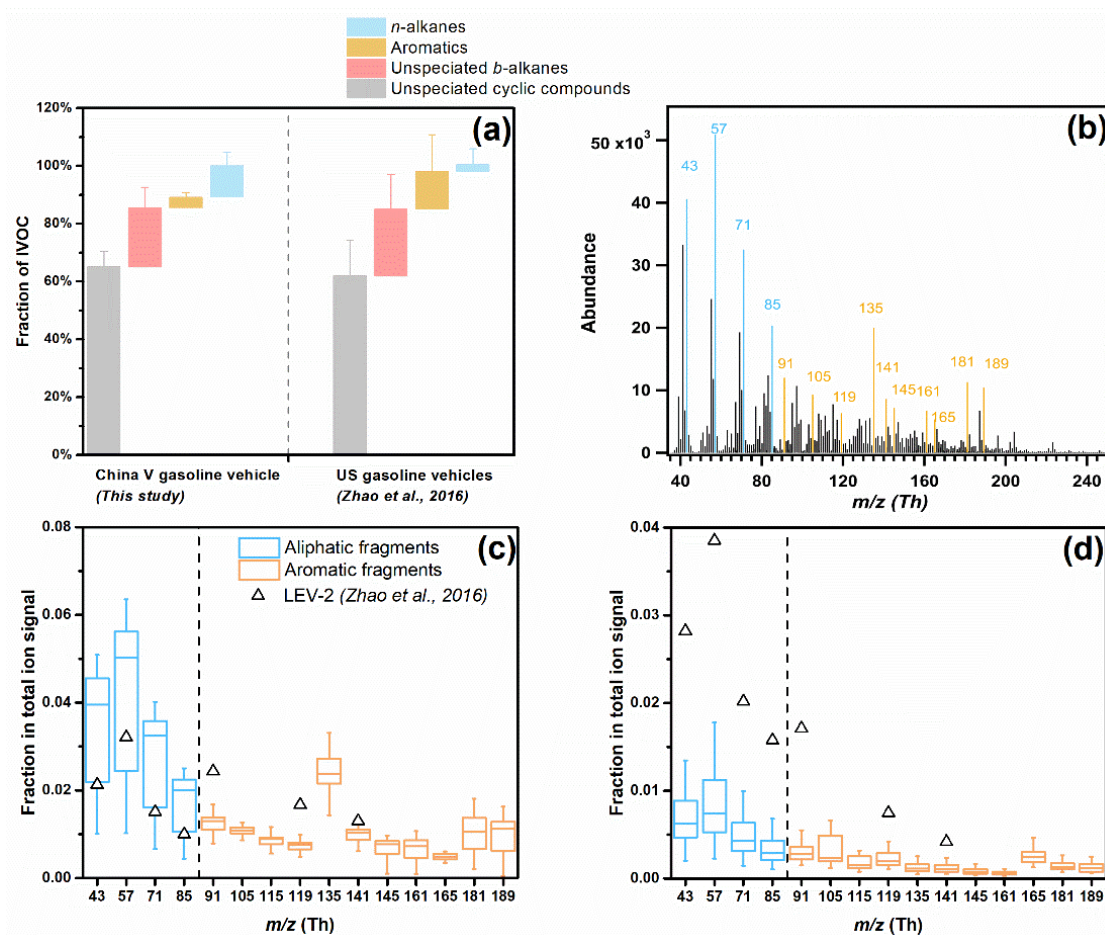 n-alkanes
Aromatics
Unspeciated b-alkanes
Unspeciated cyclic compounds
(a)
120%
100%
80%
60%
40%
20%
0%
Fraction of IVOC
China V gasoline vehicle
(This study)
US gasoline vehicles
(Zhao et al., 2016)
(b)
50 x10³
40
30
20
10
0
Abundance
43
57
71
85
91
105
119
135
141
145
161
165
181
189
40 80 120 160 200 240
m/z (Th)
(c)
Aliphatic fragments
Aromatic fragments
LEV-2 (Zhao et al., 2016)
0.08
0.06
0.04
0.02
0.00
Fraction in total ion signal
43 57 71 85 91 105 115 119 141 135 145 161 165 181 189
m/z (Th)
(d)
0.04
0.03
0.02
0.01
0.00
Fraction in total ion signal
43 57 71 85 91 105 115 119 135 141 145 161 165 181 189
m/z (Th)